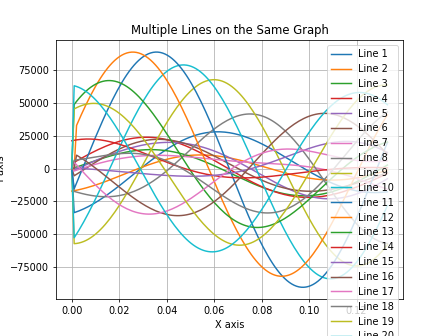 Multiple Lines on the Same Graph
75000
50000
25000
0
-25000
-50000
-75000
0.00
0.02
0.04
0.06
0.08
0.10
X axis
axis
Line 1
Line 2
Line 3
Line 4
Line 5
Line 6
Line 7
Line 8
Line 9
Line 10
Line 11
Line 12
Line 13
Line 14
Line 15
Line 16
Line 17
Line 18
Line 19
Line 20